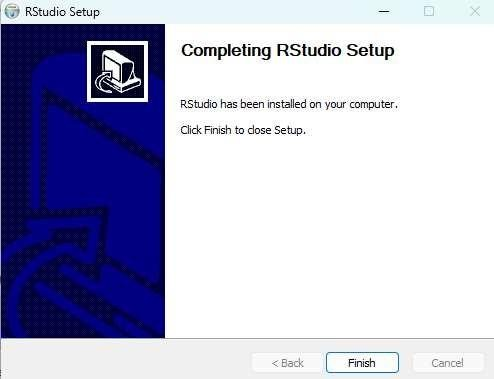 RStudio Setup
Completing RStudio Setup
RStudio has been installed on your computer.
Click Finish to close Setup.
< Back
Finish
Cancel